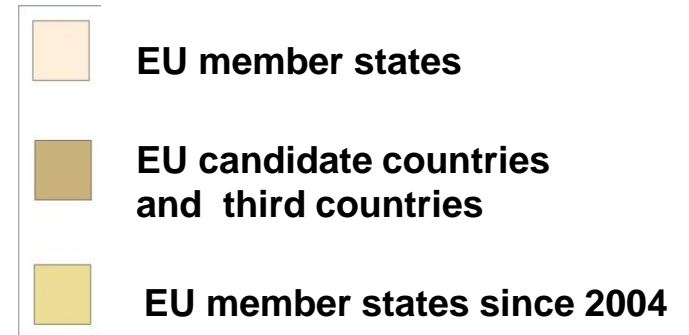 EU member states
EU candidate countries
and third countries
EU member states since 2004